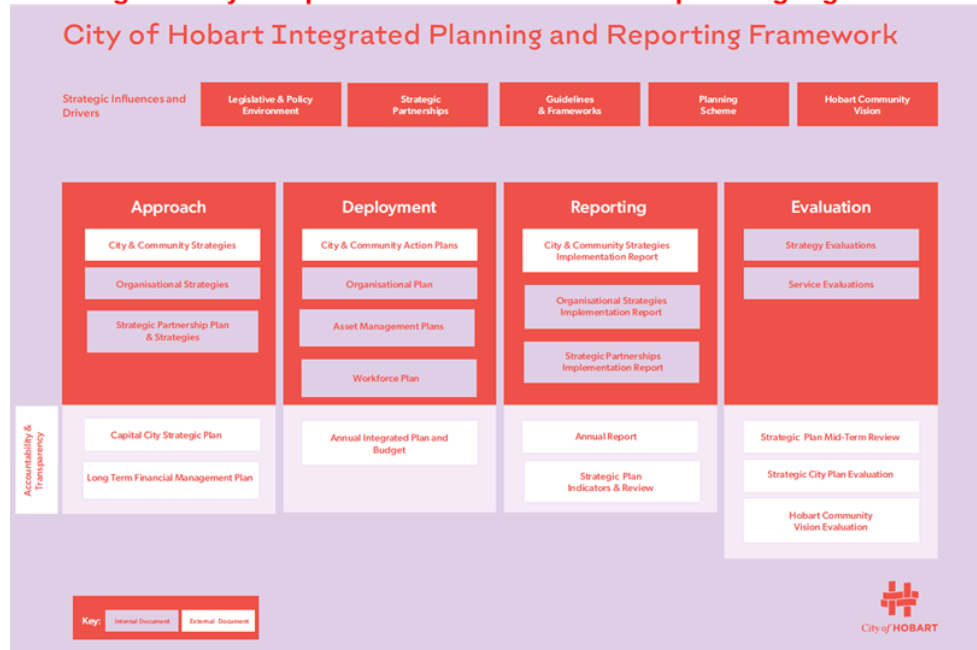 City of Hobart Integrated Planning and Reporting Framework
Strategic Influences and
Drivers
Legislative & Policy
Environment
Strategic
Partnerships
Guidelines
& Frameworks
Planning
Scheme
Hobart Community
Vision
Approach
City & Community Strategies
Organisational Strategies
Strategic Partnership Plan
& Strategies
Deployment
City & Community Action Plans
Organisational Plan
Asset Management Plans
Workforce Plan
Reporting
City & Community Strategies
Implementation Report
Organisational Strategies
Implementation Report
Strategic Partnerships
Implementation Report
Evaluation
Strategy Evaluations
Service Evaluations
Accountability &
Transparency
Capital City Strategic Plan
Long Term Financial Management Plan
Annual Integrated Plan and
Budget
Annual Report
Strategic Plan
Indicators & Review
Strategic Plan Mid-Term Review
Strategic City Plan Evaluation
Hobart Community
Vision Evaluation
Key:
Internal Document
External Document
City of HOBART